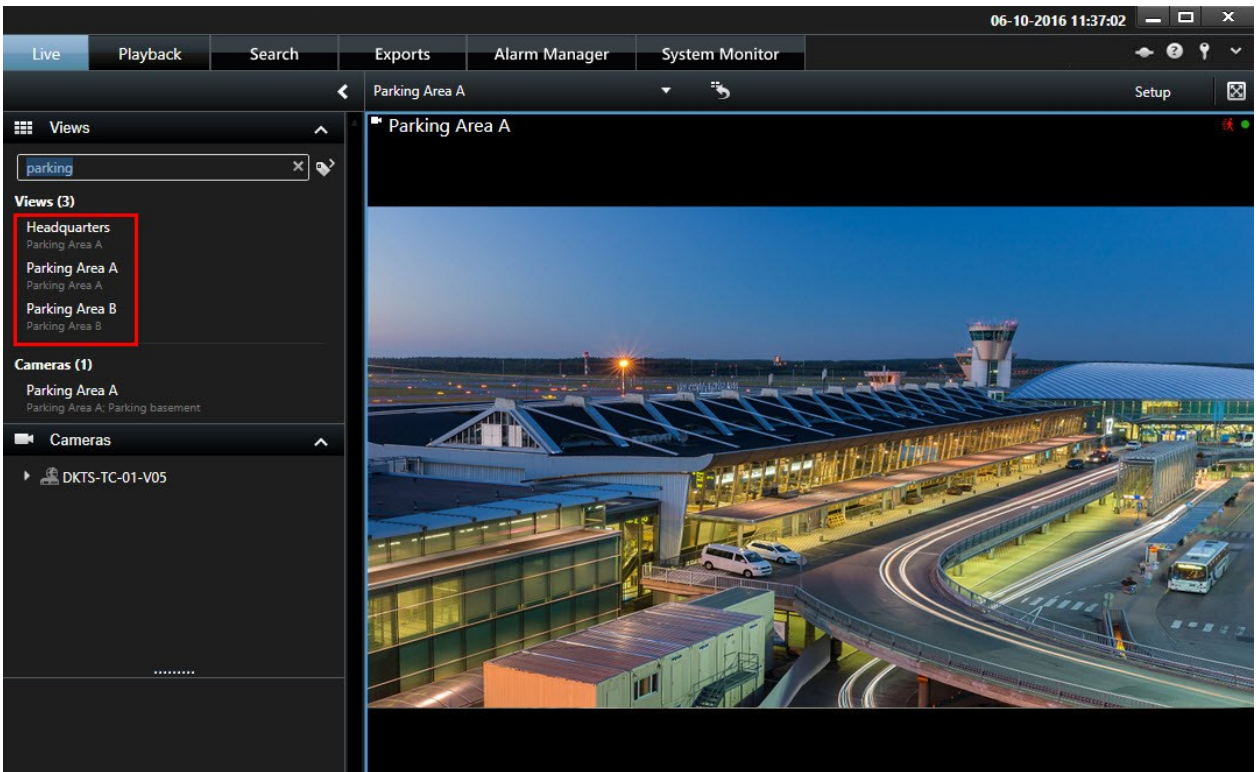 06-10-2016 11:37:02
Live Playback Search Exports Alarm Manager System Monitor
Parking Area A
Setup
Views
Parking Area A
parking
Views (3)
Headquarters
Parking Area A
Parking Area A
Parking Area A
Parking Area B
Parking Area B
Cameras (1)
Parking Area A
Parking Area A; Parking basement
Cameras
DKTS-TC-01-V05